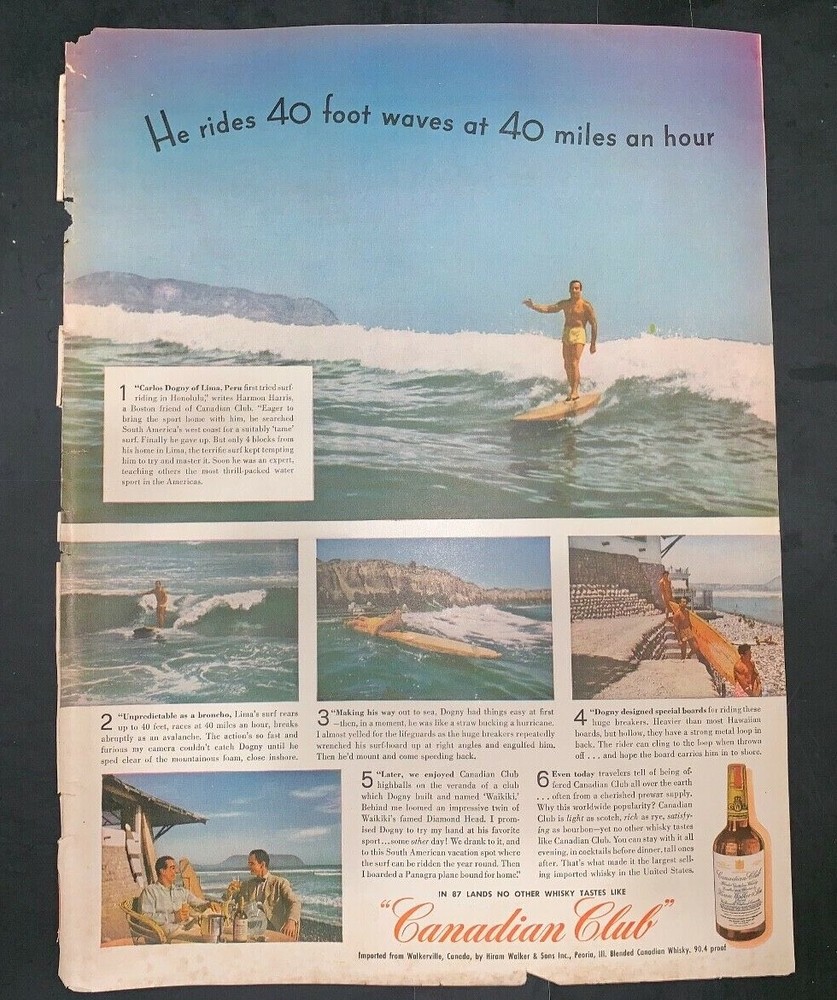 He rides 40 foot waves at 40 miles an hour
1 "Carlos Dogny of Lima, Peru first tried surf-
riding in Honolulu," writes Harmon Harris,
a Boston friend of Canadian Club. "Eager to
bring the sport home with him, he searched
South America's west coast for a suitably 'tame'
surf. Finally he gave up. But only 4 blocks from
his home in Lima, the terrific surf kept tempting
him to try and master it. Soon he was an expert,
teaching others the most thrill-packed water
sport in the Americas.
2 "Unpredictable as a broncho, Lima's surf rears
up to 40 feet, races at 40 miles an hour, breaks
abruptly as an avalanche. The action's so fast and
furious my camera couldn't catch Dogny until he
sped clear of the mountainous foam, close inshore.
3 "Making his way out to sea, Dogny had things easy at first
—then, in a moment, he was like a straw bucking a hurricane.
I almost yelled for the lifeguards as the huge breakers repeatedly
wrenched his surf-board up at right angles and engulfed him.
Then he'd mount and come speeding back.
4 "Dogny designed special boards for riding these
huge breakers. Heavier than most Hawaiian
boards, but hollow, they have a strong metal loop in
back. The rider can cling to the loop when thrown
off . . . and hope the board carries him in to shore.
5 "Later, we enjoyed Canadian Club
highballs on the veranda of a club
which Dogny built and named 'Waikiki.'
Behind me loomed an impressive twin of
Waikiki's famed Diamond Head. I prom-
ised Dogny to try my hand at his favorite
sport...some other day! We drank to it, and
to this South American vacation spot where
the surf can be ridden the year round. Then
I boarded a Panagra plane bound for home."
6 Even today travelers tell of being of-
fered Canadian Club all over the earth
. . . often from a cherished prewar supply.
Why this worldwide popularity? Canadian
Club is light as scotch, rich as rye, satisfy-
ing as bourbon—yet no other whisky tastes
like Canadian Club. You can stay with it all
evening, in cocktails before dinner, tall ones
after. That's what made it the largest sell-
ing imported whisky in the United States.
IN 87 LANDS NO OTHER WHISKY TASTES LIKE
"Canadian Club"
Imported from Walkerville, Canada, by Hiram Walker & Sons Inc., Peoria, Ill. Blended Canadian Whisky. 90.4 proof
Canadian Club